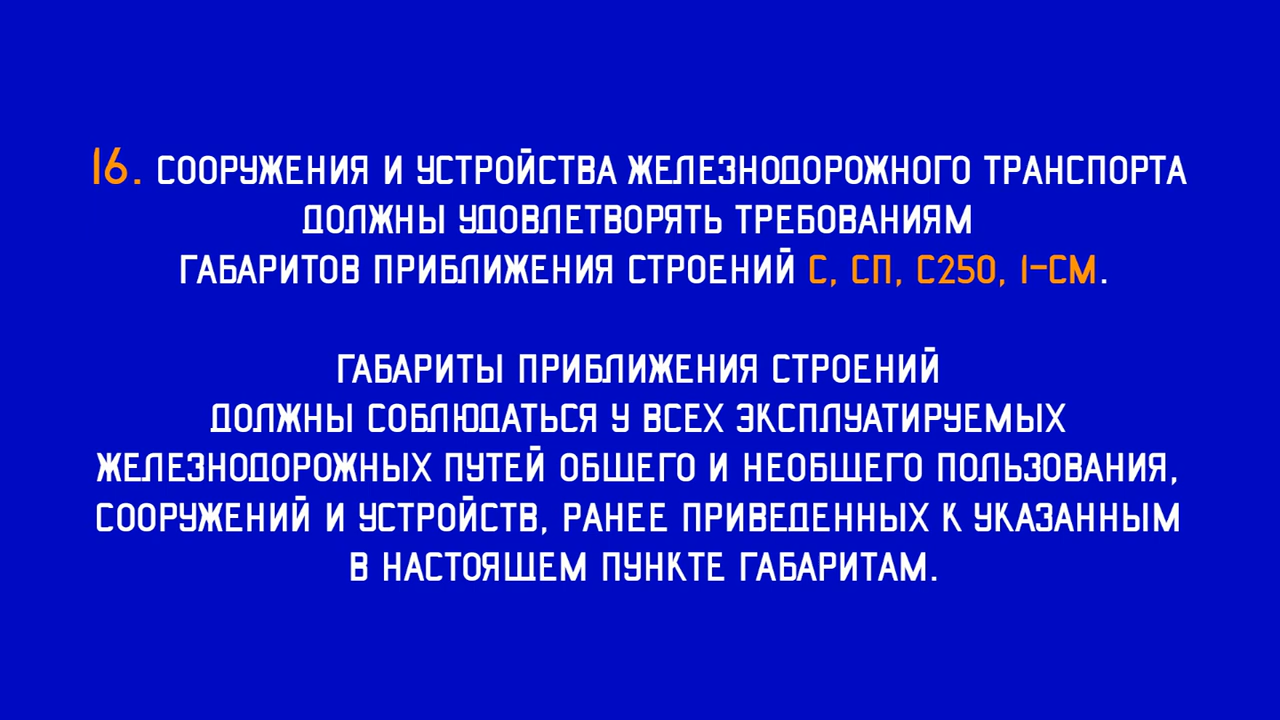 16. СООРУЖЕНИЯ И УСТРОЙСТВА ЖЕЛЕЗНОДОРОЖНОГО ТРАНСПОРТА
ДОЛЖНЫ УДОВЛЕТВОРЯТЬ ТРЕБОВАНИЯМ
ГАБАРИТОВ ПРИБЛИЖЕНИЯ СТРОЕНИЙ С, СП, С250, 1-СМ.
ГАБАРИТЫ ПРИБЛИЖЕНИЯ СТРОЕНИЙ
ДОЛЖНЫ СОБЛЮДАТЬСЯ У ВСЕХ ЭКСПЛУАТИРУЕМЫХ
ЖЕЛЕЗНОДОРОЖНЫХ ПУТЕЙ ОБЩЕГО И НЕОБЩЕГО ПОЛЬЗОВАНИЯ,
СООРУЖЕНИЙ И УСТРОЙСТВ, РАНЕЕ ПРИВЕДЕННЫХ К УКАЗАННЫМ
В НАСТОЯЩЕМ ПУНКТЕ ГАБАРИТАМ.